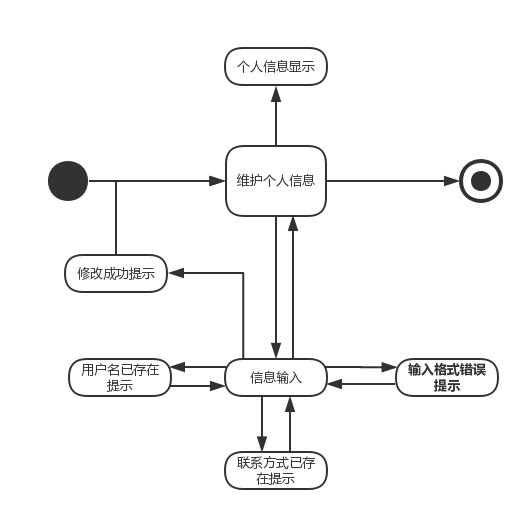 个人信息显示
维护个人信息
修改成功提示
用户名已存在
提示
信息输入
输入格式错误
提示
联系方式已存
在提示